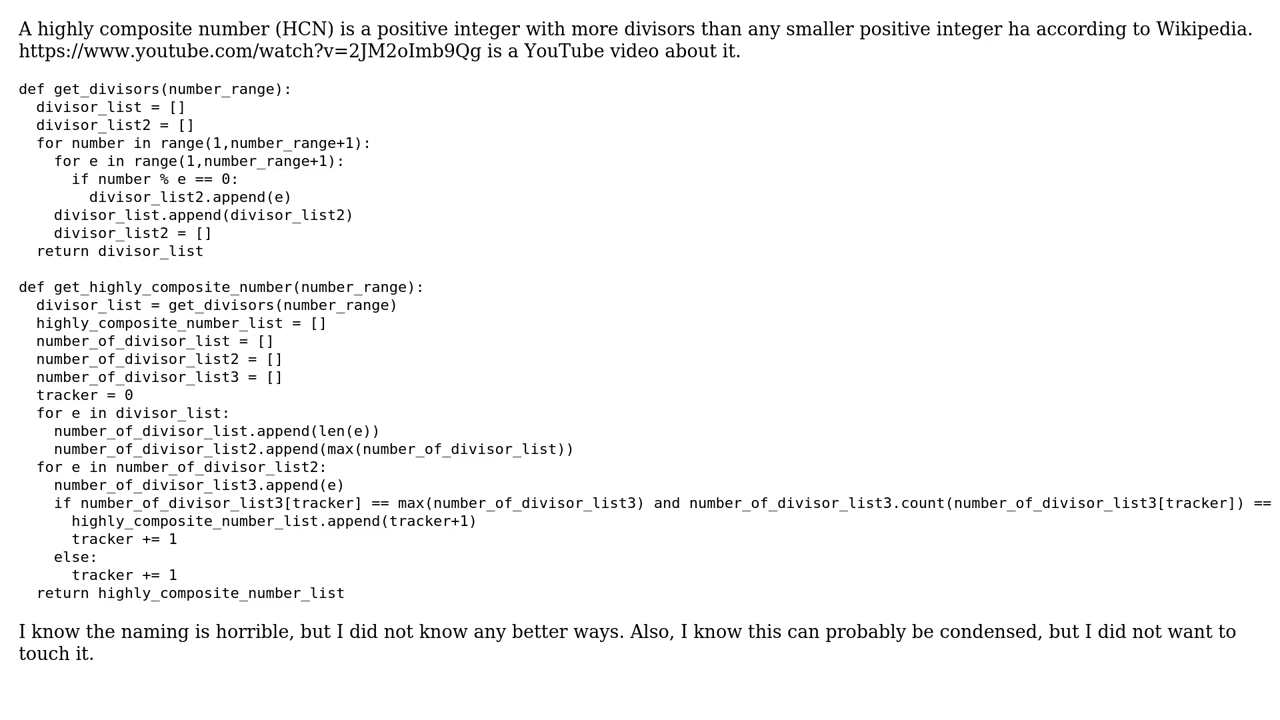 A highly composite number (HCN) is a positive integer with more divisors than any smaller positive integer ha according to Wikipedia.
https://www.youtube.com/watch?v=2JM2oImb9Qg is a YouTube video about it.
def get_divisors(number_range):
  divisor_list = []
  divisor_list2 = []
  for number in range(1,number_range+1):
    for e in range(1,number_range+1):
      if number % e == 0:
        divisor_list2.append(e)
    divisor_list.append(divisor_list2)
    divisor_list2 = []
  return divisor_list
def get_highly_composite_number(number_range):
  divisor_list = get_divisors(number_range)
  highly_composite_number_list = []
  number_of_divisor_list = []
  number_of_divisor_list2 = []
  number_of_divisor_list3 = []
  tracker = 0
  for e in divisor_list:
    number_of_divisor_list.append(len(e))
    number_of_divisor_list2.append(max(number_of_divisor_list))
  for e in number_of_divisor_list2:
    number_of_divisor_list3.append(e)
    if number_of_divisor_list3[tracker] == max(number_of_divisor_list3) and number_of_divisor_list3.count(number_of_divisor_list3[tracker]) ==
      highly_composite_number_list.append(tracker+1)
      tracker += 1
    else:
      tracker += 1
  return highly_composite_number_list
I know the naming is horrible, but I did not know any better ways. Also, I know this can probably be condensed, but I did not want to
touch it.